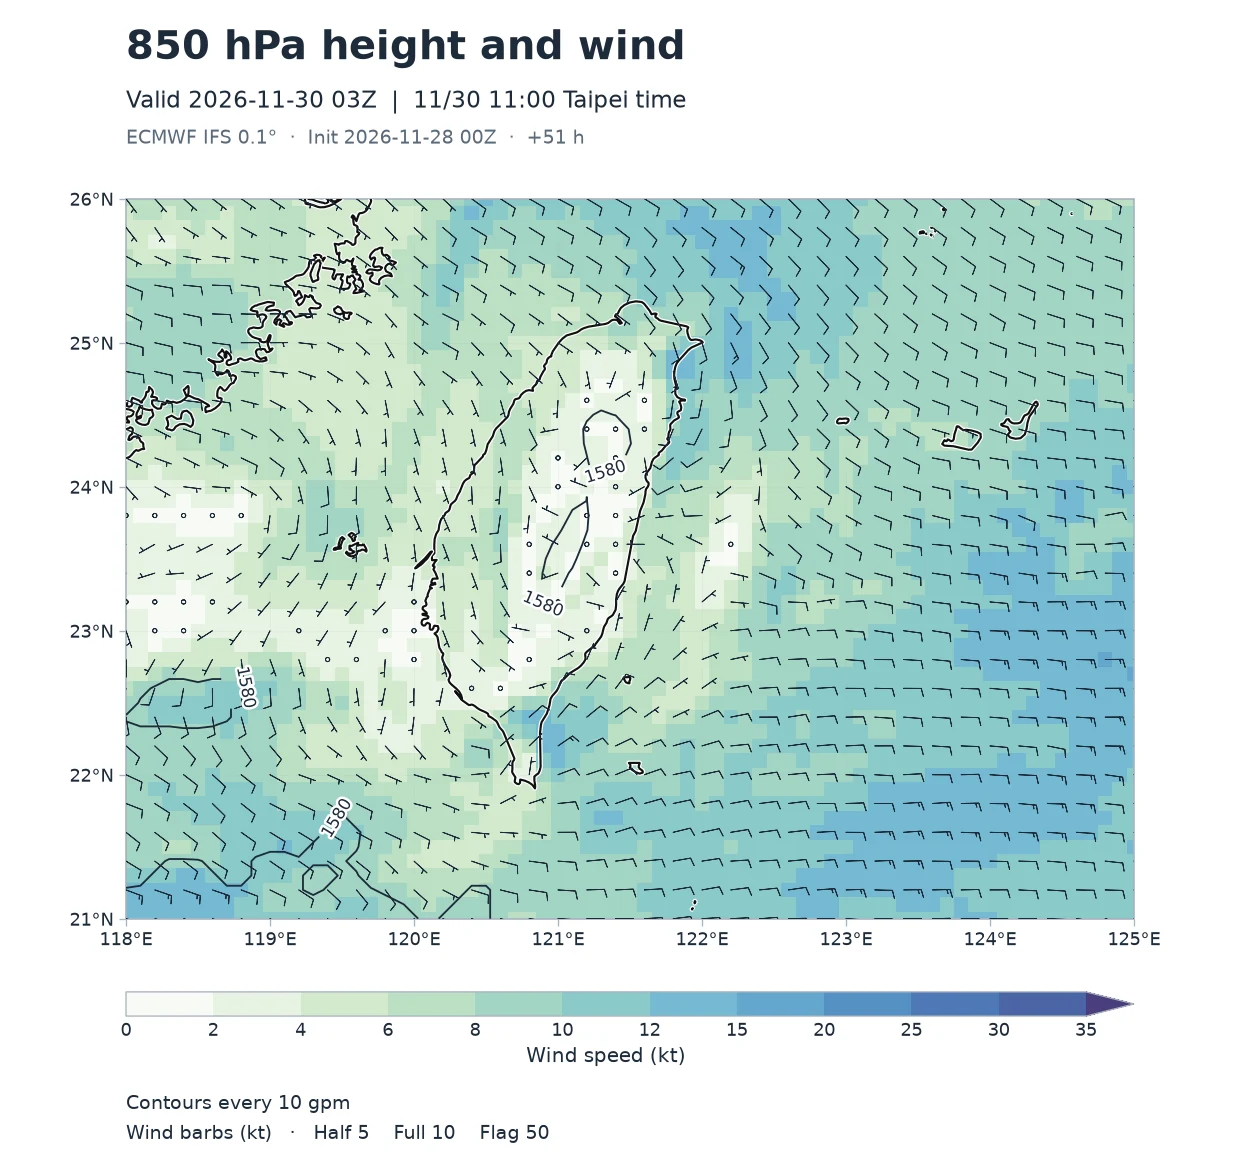 850 hPa height and wind
Valid 2026-11-30 03Z | 11/30 11:00 Taipei time
ECMWF IFS 0.1° · Init 2026-11-28 00Z · +51 h
26°N
25°N
1580
24°N
1580
23°N
1580
22°N
1580
21°N
118°E 119°E 120°E 121°E 122°E 123°E 124°E 125°E
0 2 4 6 8 10 12 15 20 25 30 35
Wind speed (kt)
Contours every 10 gpm
Wind barbs (kt) · Half 5 Full 10 Flag 50